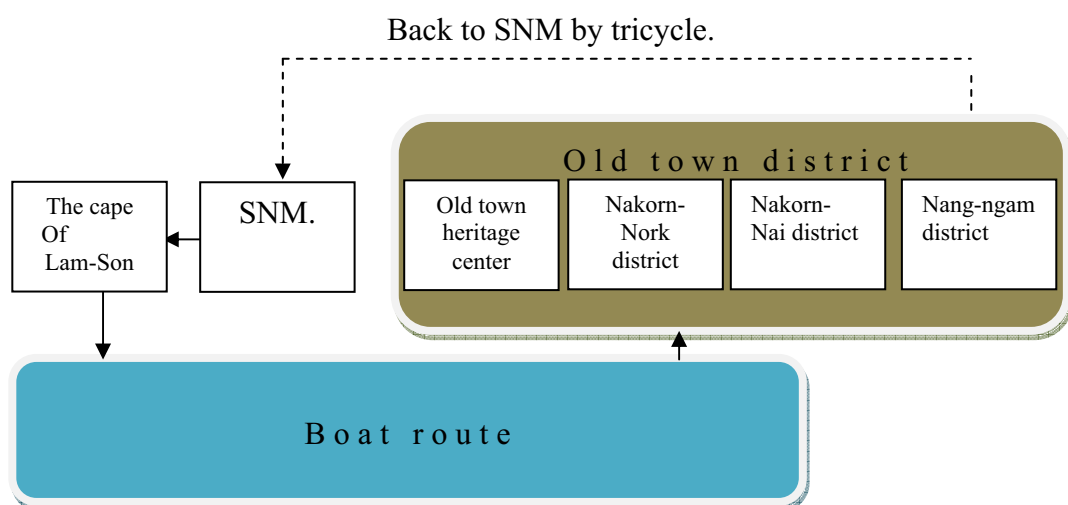 Back to SNM by tricycle.
Old town district
The cape
Of
Lam-Son
SNM.
Old town
heritage
center
Nakorn-
Nork
district
Nakorn-
Nai district
Nang-ngam
district
Boat route